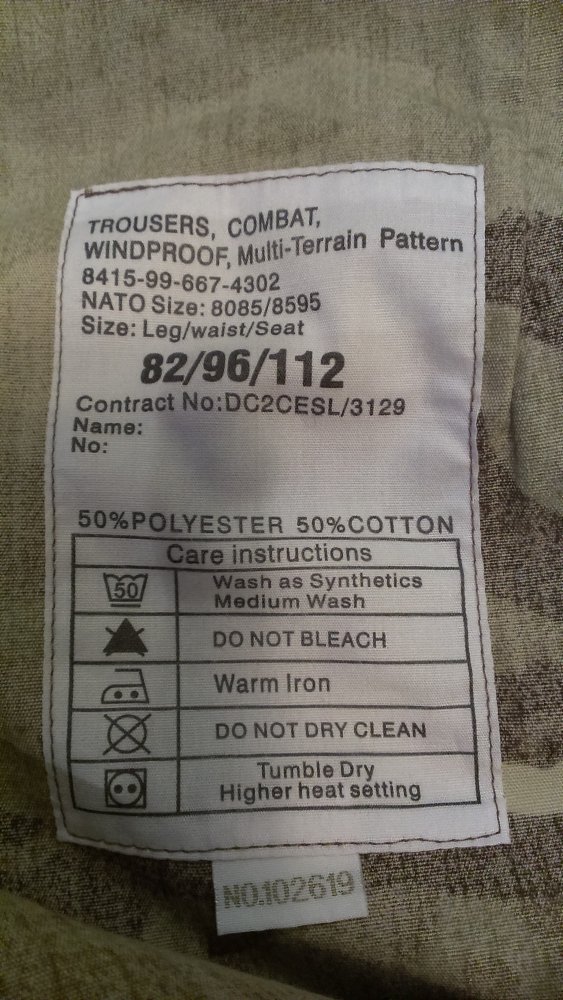 TROUSERS, COMBAT,
WINDPROOF, Multi-Terrain Pattern
8415-99-667-4302
NATO Size: 8085/8595
Size: Leg/waist/Seat
82/96/112
Contract No:DC2CESL/3129
Name:
No:
50%POLYESTER 50%COTTON
Care instructions
50
Wash as Synthetics
Medium Wash
DO NOT BLEACH
Warm Iron
DO NOT DRY CLEAN
Tumble Dry
Higher heat setting
NO.102619